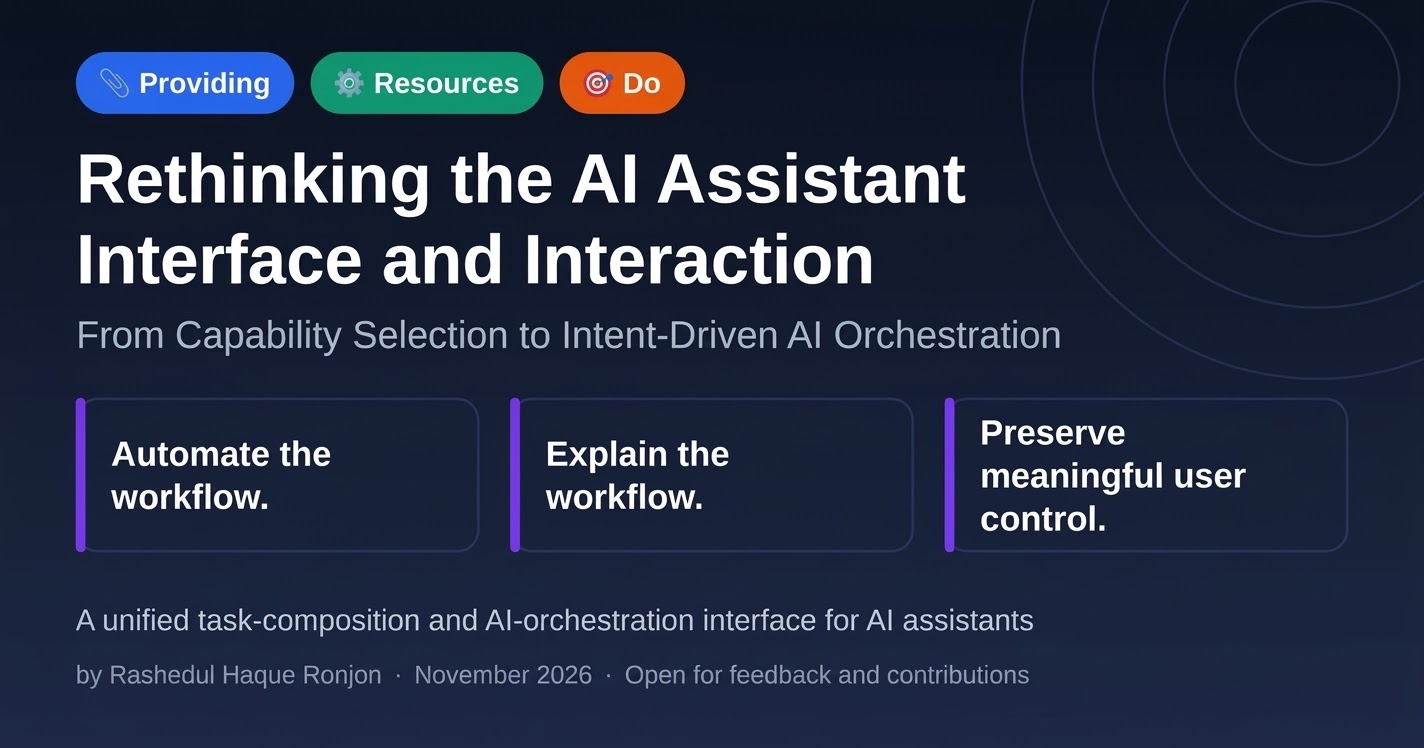 Providing
Resources
Do
Rethinking the AI Assistant
Interface and Interaction
From Capability Selection to Intent-Driven AI Orchestration
Automate the
workflow.
Explain the
workflow.
Preserve
meaningful user
control.
A unified task-composition and AI-orchestration interface for AI assistants
by Rashedul Haque Ronjon · November 2026 · Open for feedback and contributions